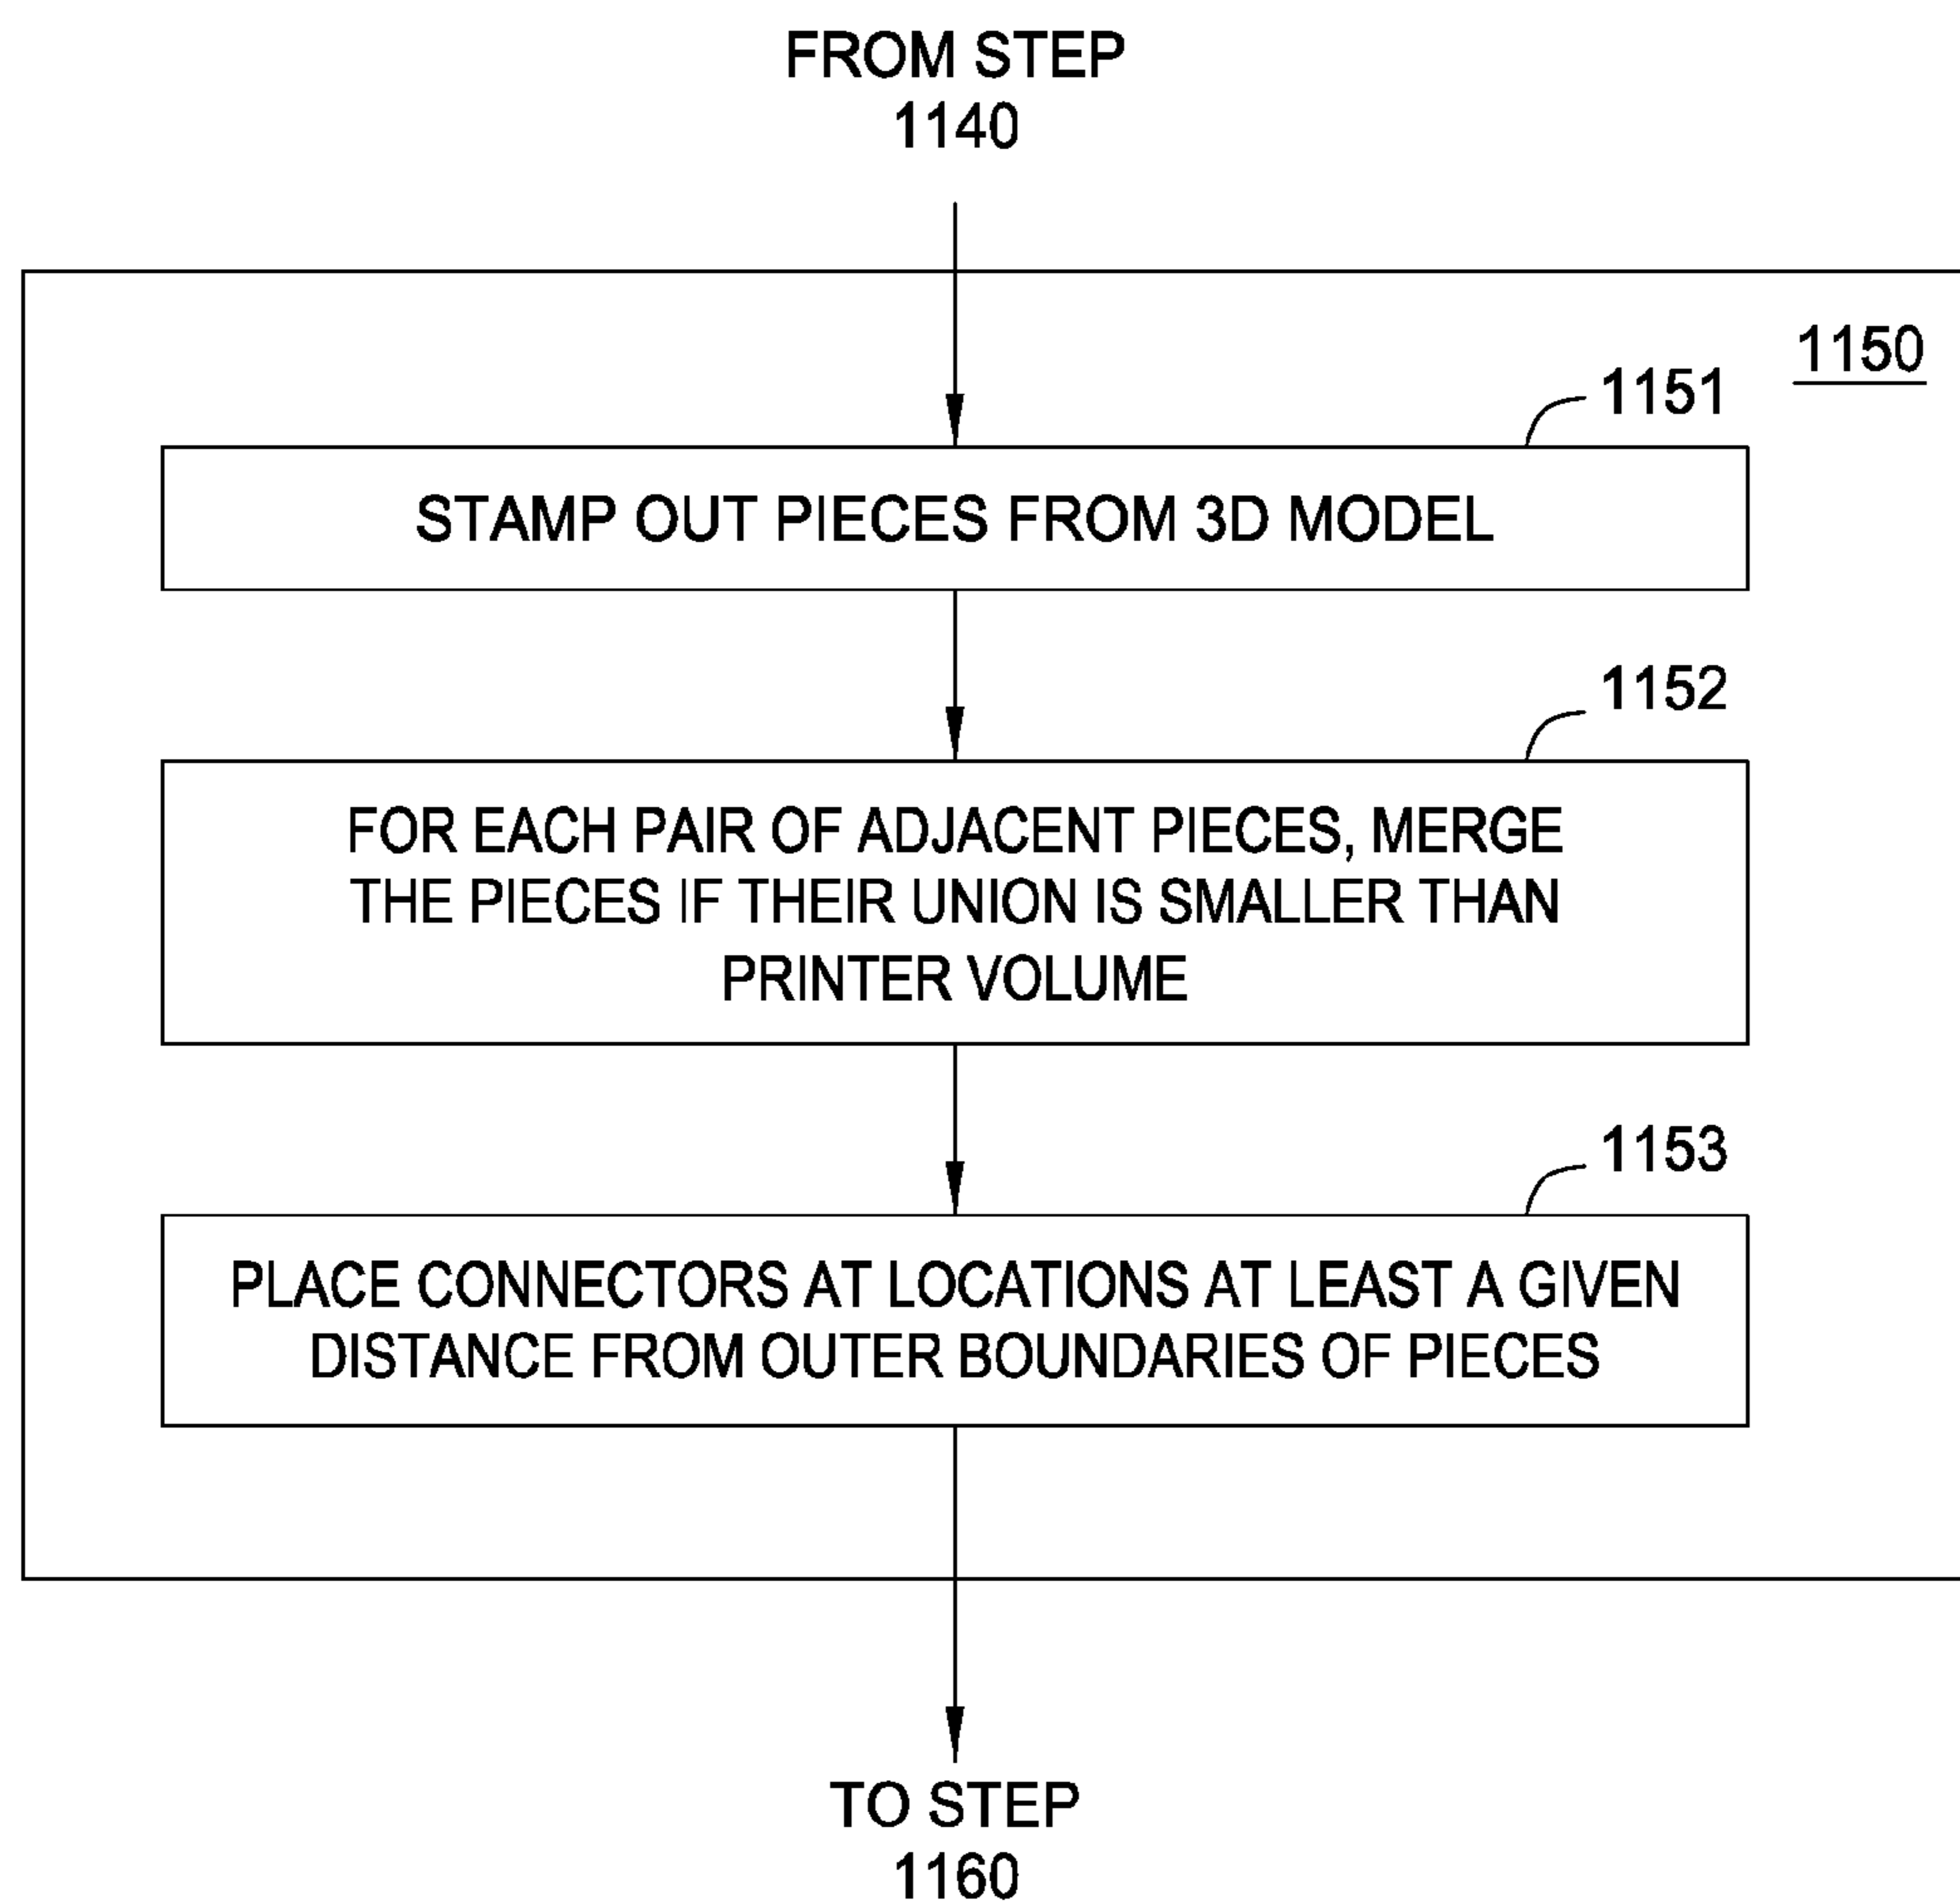 FROM STEP
1140
1150
1151
STAMP OUT PIECES FROM 3D MODEL
1152
FOR EACH PAIR OF ADJACENT PIECES, MERGE
THE PIECES IF THEIR UNION IS SMALLER THAN
PRINTER VOLUME
1153
PLACE CONNECTORS AT LOCATIONS AT LEAST A GIVEN
DISTANCE FROM OUTER BOUNDARIES OF PIECES
TO STEP
1160